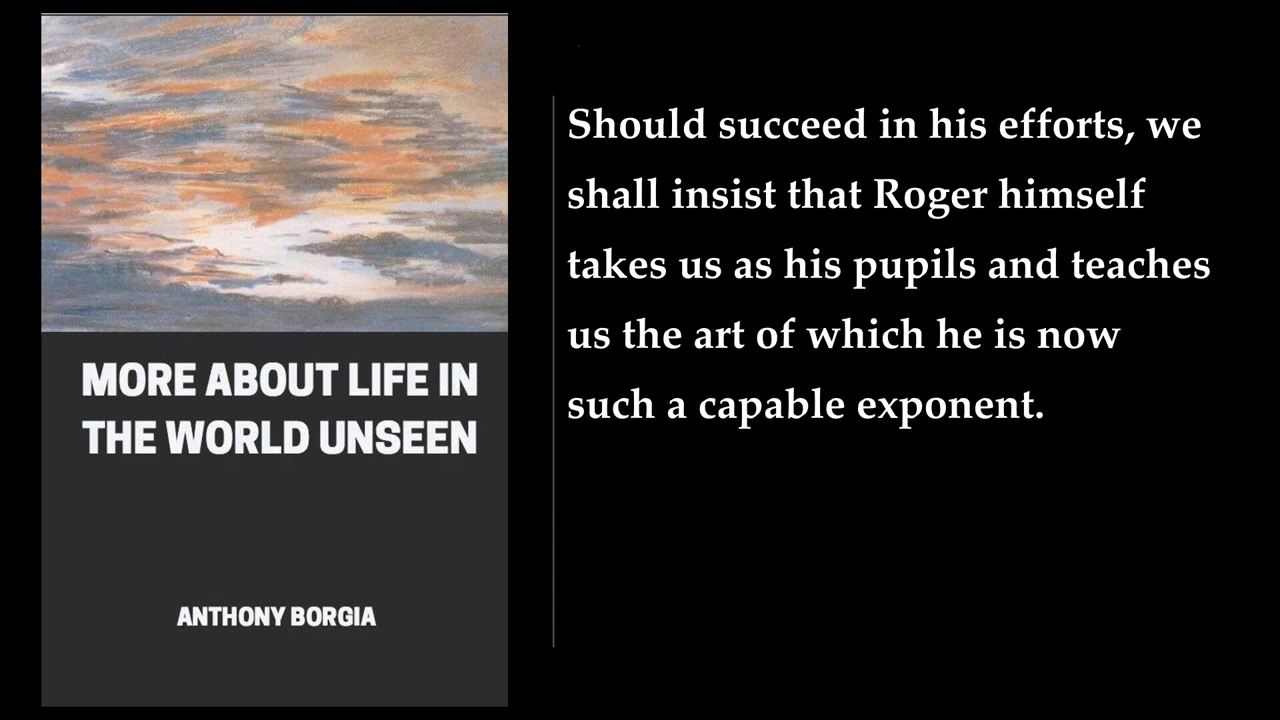 MORE ABOUT LIFE IN
THE WORLD UNSEEN
ANTHONY BORGIA
Should succeed in his efforts, we
shall insist that Roger himself
takes us as his pupils and teaches
us the art of which he is now
such a capable exponent.